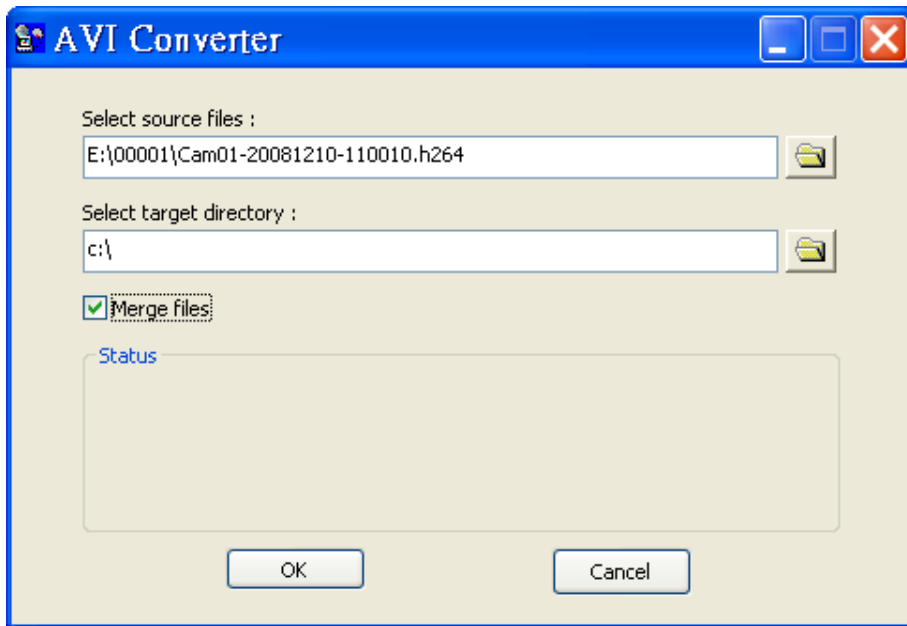 AVI Converter
Select source files :
E:\00001\Cam01-20081210-110010.h264
Select target directory :
c:\
Merge files
Status
OK
Cancel